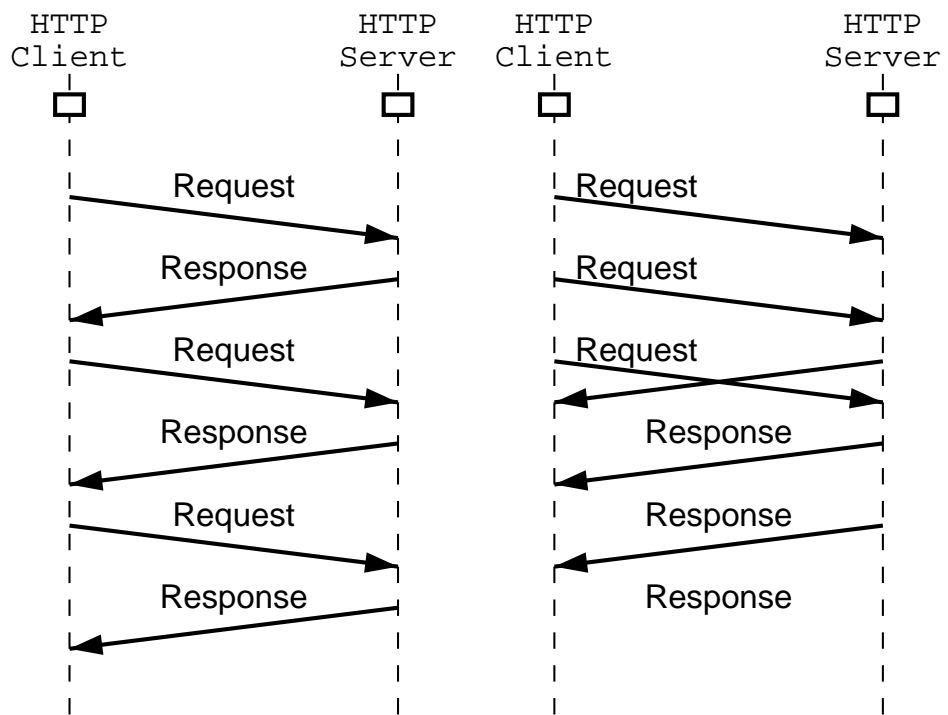 HTTP
Client
HTTP
Server
Request
Response
Request
Response
Request
Response
HTTP
Client
HTTP
Server
Request
Request
Request
Response
Response
Response